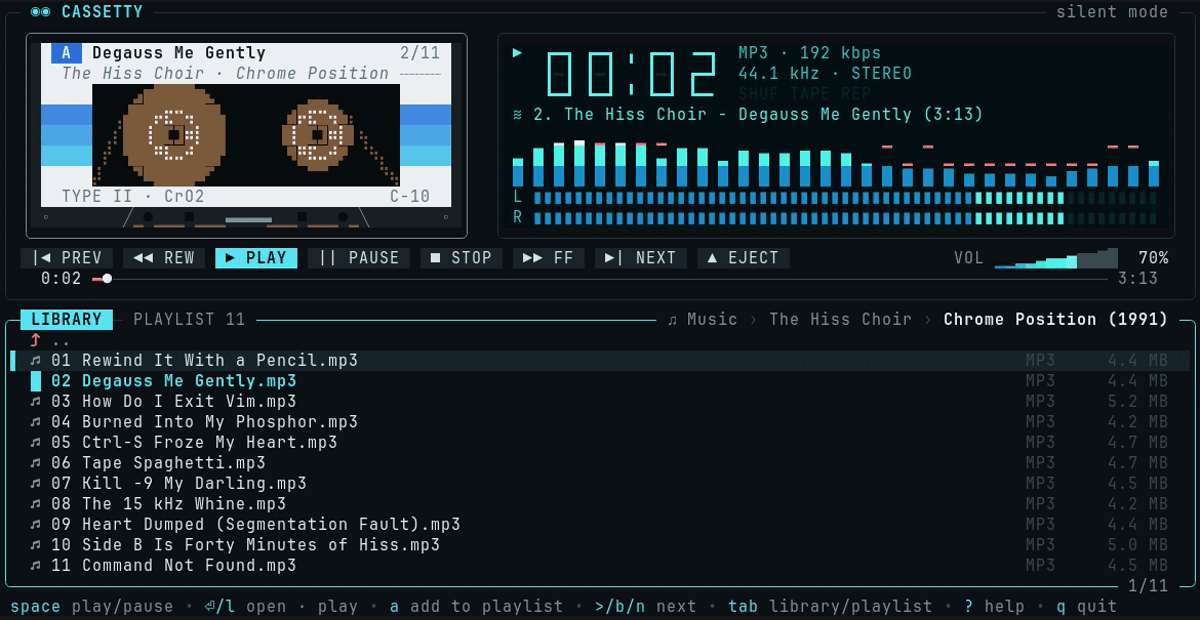 CASSETTY silent mode
A Degauss Me Gently 2/11
The Hiss Choir · Chrome Position
TYPE II · CrO2 C-10
▶ 00:02 MP3 · 192 kbps
44.1 kHz · STEREO
SHUF TAPE REP
≋ 2. The Hiss Choir - Degauss Me Gently (3:13)
L
R
|◀ PREV ◀◀ REW ▶ PLAY || PAUSE ■ STOP ▶▶ FF ▶| NEXT ▲ EJECT VOL 70%
0:02 3:13
LIBRARY PLAYLIST 11 ♫ Music › The Hiss Choir › Chrome Position (1991)
..
♬ 01 Rewind It With a Pencil.mp3 MP3 4.4 MB
02 Degauss Me Gently.mp3 MP3 4.4 MB
♬ 03 How Do I Exit Vim.mp3 MP3 5.2 MB
♬ 04 Burned Into My Phosphor.mp3 MP3 4.2 MB
♬ 05 Ctrl-S Froze My Heart.mp3 MP3 4.7 MB
♬ 06 Tape Spaghetti.mp3 MP3 4.7 MB
♬ 07 Kill -9 My Darling.mp3 MP3 4.5 MB
♬ 08 The 15 kHz Whine.mp3 MP3 4.2 MB
♬ 09 Heart Dumped (Segmentation Fault).mp3 MP3 4.4 MB
♬ 10 Side B Is Forty Minutes of Hiss.mp3 MP3 5.0 MB
♬ 11 Command Not Found.mp3 MP3 4.5 MB
1/11
space play/pause · ⏎/l open · play · a add to playlist · >/b/n next · tab library/playlist · ? help · q quit